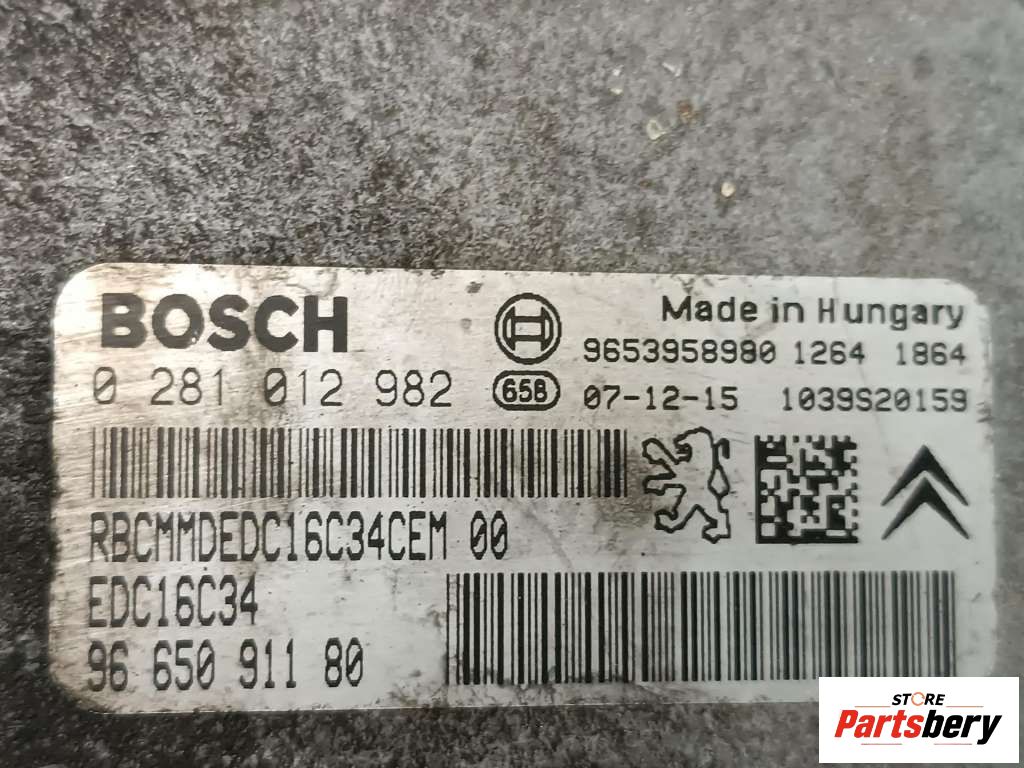 BOSCH
Made in Hungary
9653958980 1264 1864
0 281 012 982
658
07-12-15 1039S20159
RBCMMDEDC16C34CEM 00
EDC16C34
96 650 911 80
STORE
Partsbery